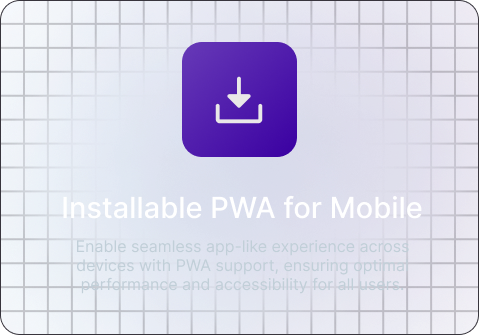 Installable PWA for Mobile
Enable seamless app-like experience across
devices with PWA support, ensuring optimal
performance and accessibility for all users.